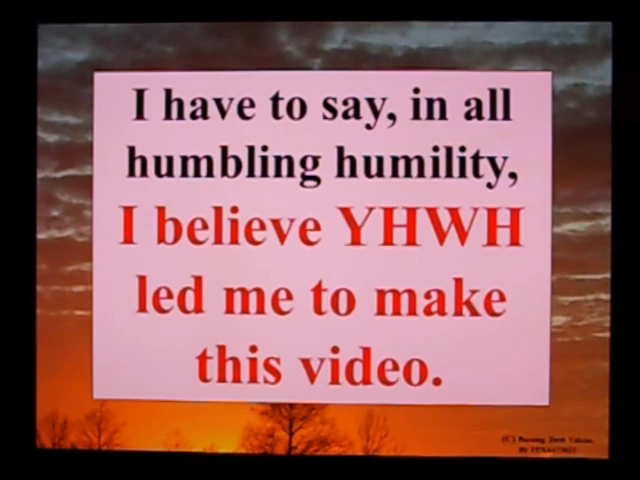 I have to say, in all
humbling humility,
I believe YHWH
led me to make
this video.